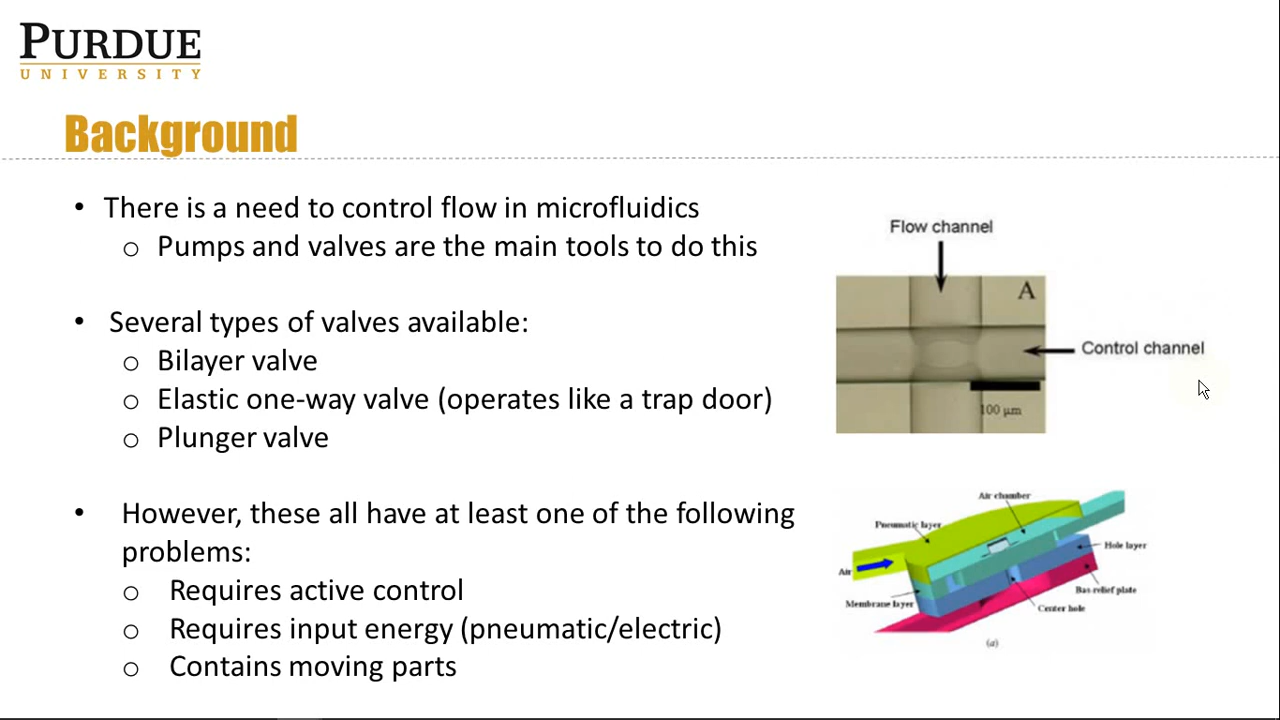 PURDUE
UNIVERSITY
Background
• There is a need to control flow in microfluidics
o Pumps and valves are the main tools to do this
• Several types of valves available:
o Bilayer valve
o Elastic one-way valve (operates like a trap door)
o Plunger valve
• However, these all have at least one of the following
problems:
o Requires active control
o Requires input energy (pneumatic/electric)
o Contains moving parts
Flow channel
A
Control channel
100 µm
Air chamber
Pneumatic layer
Hole layer
Air
Bas-relief plate
Membrane layer
Center hole
(a)